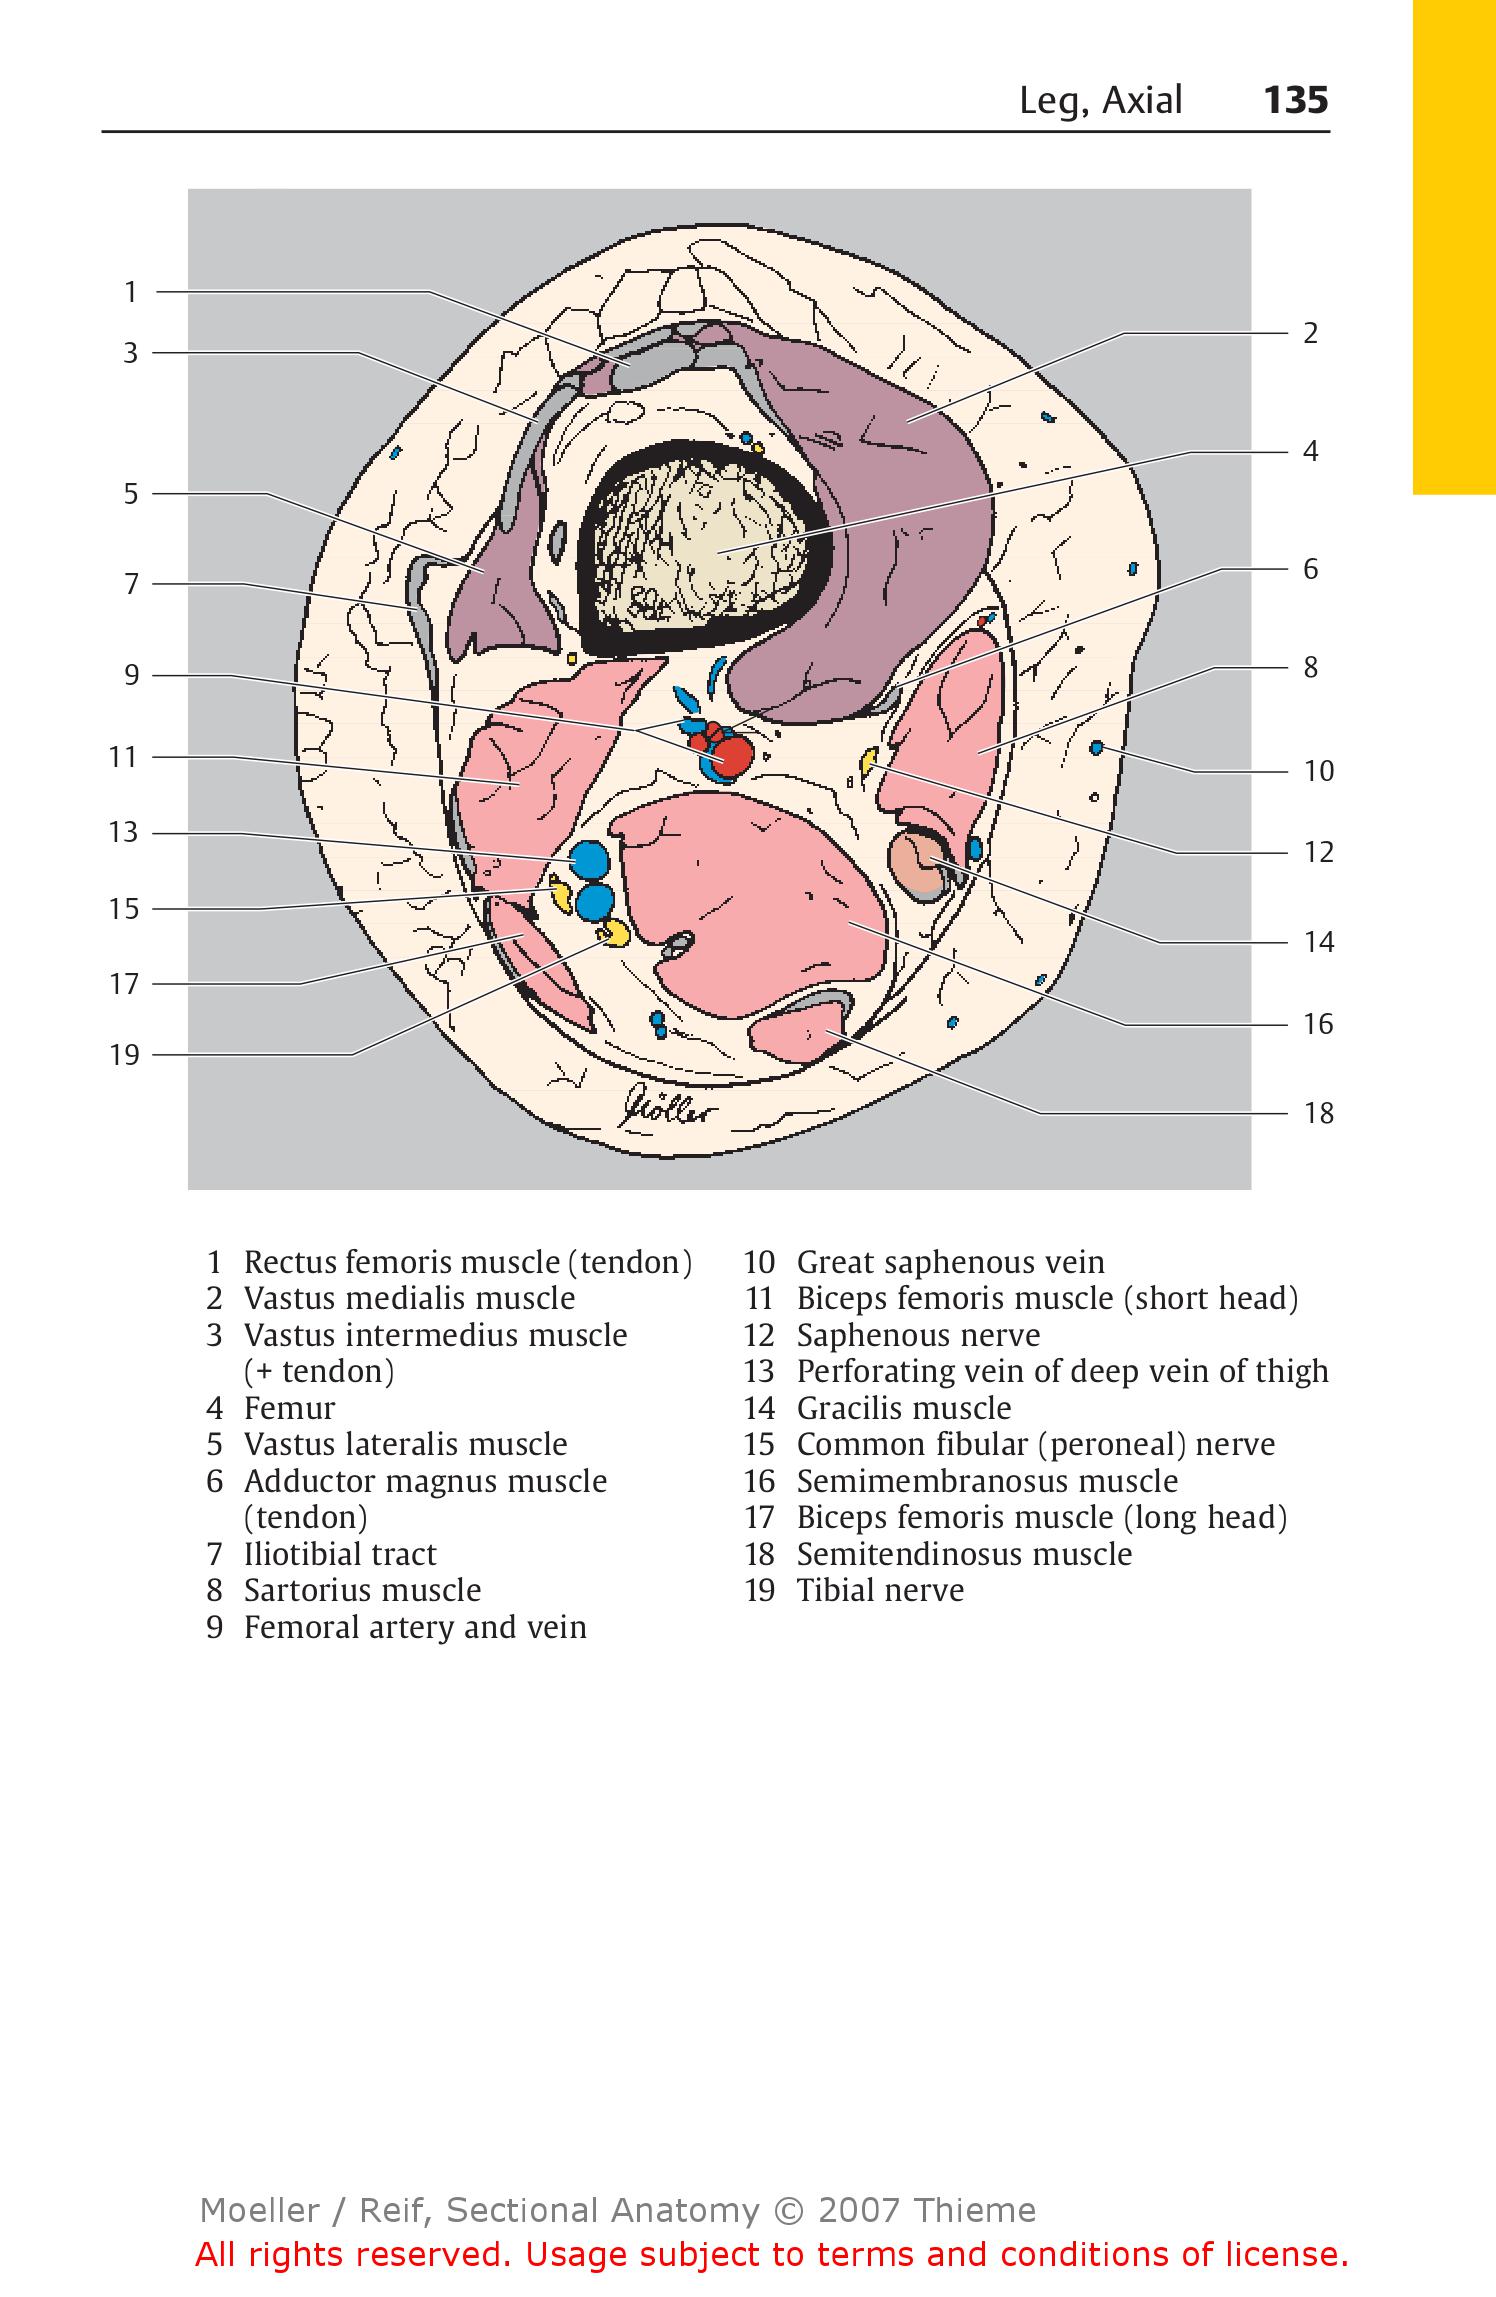 Leg, Axial 135
1
2
3
4
5
6
7
8
9
10
11
12
13
14
15
16
17
18
19
Möller
1 Rectus femoris muscle (tendon)
2 Vastus medialis muscle
3 Vastus intermedius muscle
(+ tendon)
4 Femur
5 Vastus lateralis muscle
6 Adductor magnus muscle
(tendon)
7 Iliotibial tract
8 Sartorius muscle
9 Femoral artery and vein
10 Great saphenous vein
11 Biceps femoris muscle (short head)
12 Saphenous nerve
13 Perforating vein of deep vein of thigh
14 Gracilis muscle
15 Common fibular (peroneal) nerve
16 Semimembranosus muscle
17 Biceps femoris muscle (long head)
18 Semitendinosus muscle
19 Tibial nerve
Moeller / Reif, Sectional Anatomy © 2007 Thieme
All rights reserved. Usage subject to terms and conditions of license.